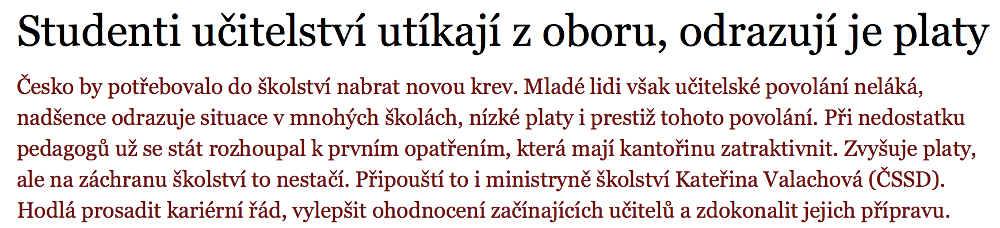 Studenti učitelství utíkají z oboru, odrazují je platy
Česko by potřebovalo do školství nabrat novou krev. Mladé lidi však učitelské povolání neláká,
nadšence odrazuje situace v mnohých školách, nízké platy i prestiž tohoto povolání. Při nedostatku
pedagogů už se stát rozhoupal k prvním opatřením, která mají kantořinu zatraktivnit. Zvyšuje platy,
ale na záchranu školství to nestačí. Připouští to i ministryně školství Kateřina Valachová (ČSSD).
Hodlá prosadit kariérní řád, vylepšit ohodnocení začínajících učitelů a zdokonalit jejich přípravu.